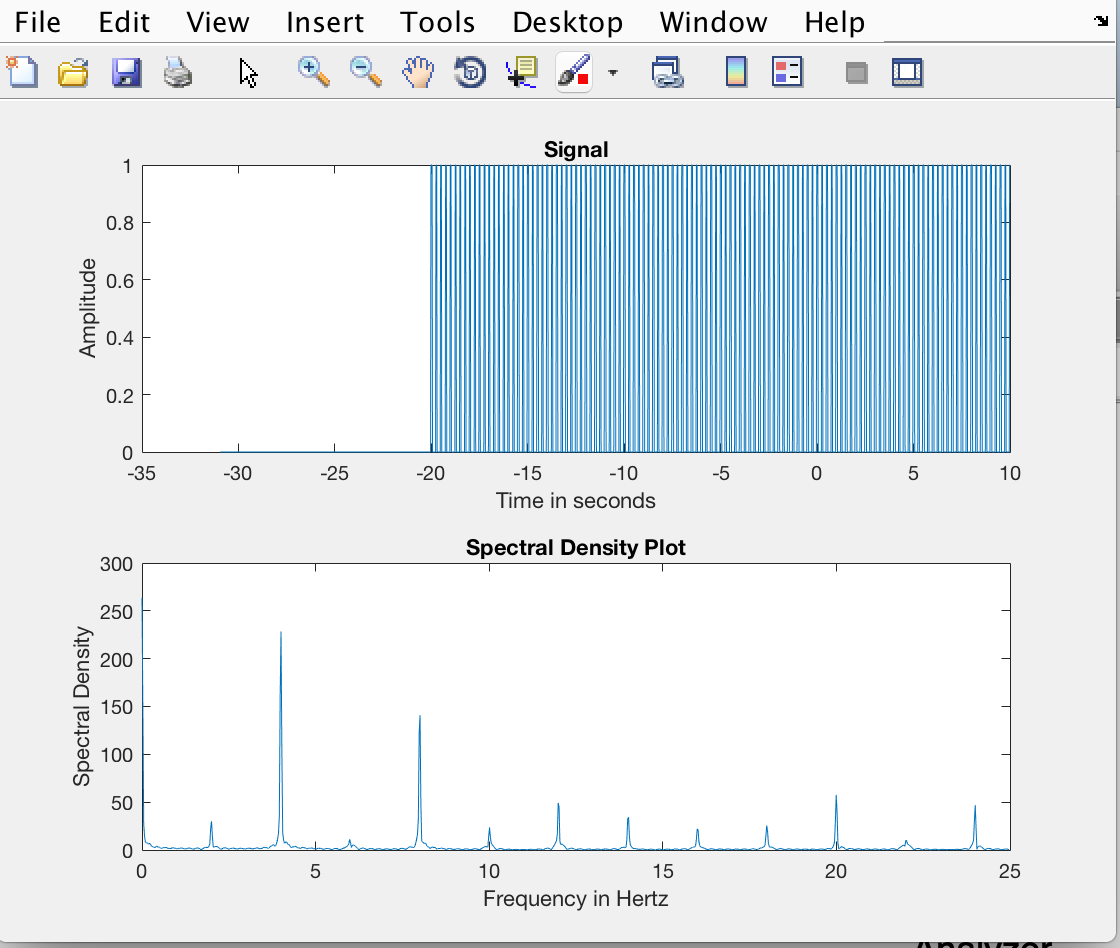 File Edit View Insert Tools Desktop Window Help
Signal
1
0.8
0.6
0.4
0.2
0
Amplitude
-35 -30 -25 -20 -15 -10 -5 0 5 10
Time in seconds
Spectral Density Plot
300
250
200
150
100
50
0
Spectral Density
0 5 10 15 20 25
Frequency in Hertz
Analyzer